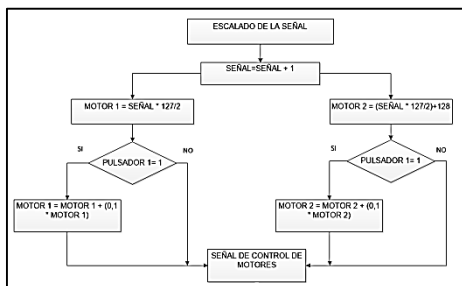 ESCALADO DE LA SEÑAL
SEÑAL=SEÑAL + 1
MOTOR 1 = SEÑAL * 127/2
MOTOR 2 = (SEÑAL * 127/2)+128
SI
PULSADOR 1= 1
NO
SI
PULSADOR 1= 1
NO
MOTOR 1 = MOTOR 1 + (0,1
* MOTOR 1)
MOTOR 2 = MOTOR 2 + (0,1
* MOTOR 2)
SEÑAL DE CONTROL DE
MOTORES